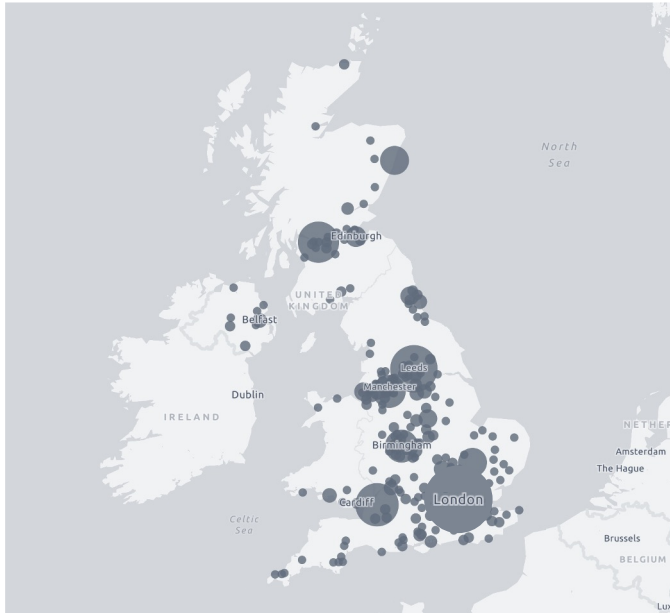 North
Sea
Edinburgh
UNITED
KINGDOM
Belfast
Leeds
Manchester
Dublin
IRELAND
NETHER
Birmingham
Amsterdam
The Hague
London
Cardiff
Celtic
Sea
Brussels
BELGIUM
Lu